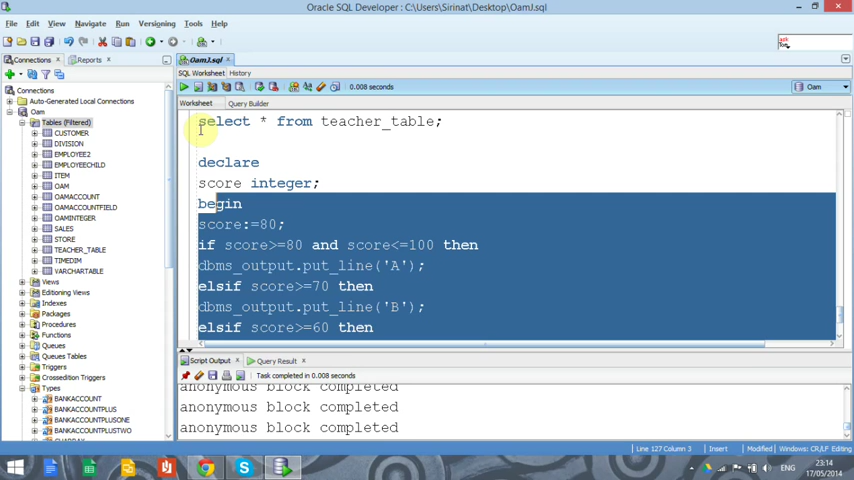 Oracle SQL Developer : C:\Users\Sirinat\Desktop\OamJ.sql
File Edit View Navigate Run Versioning Tools Help
Connections Reports OamJ.sql
SQL Worksheet History
0.008 seconds Oam
Worksheet Query Builder
Connections
Auto-Generated Local Connections
Oam
Tables (Filtered)
CUSTOMER
DIVISION
EMPLOYEE2
EMPLOYEECHILD
ITEM
OAM
OAMACCOUNT
OAMFIELD
OAMINTEGER
SALES
STORE
TEACHER_TABLE
TIMEDIM
VARCHARTABLE
Views
Editioning Views
Indexes
Packages
Procedures
Functions
Queues
Queues Tables
Triggers
Crossedition Triggers
Types
BANKACCOUNT
BANKACCOUNTPLUS
BANKACCOUNTPLUSONE
BANKACCOUNTPLUSTWO
select * from teacher_table;
declare
score integer;
begin
score:=80;
if score>=80 and score<=100 then
dbms_output.put_line('A');
elsif score>=70 then
dbms_output.put_line('B');
elsif score>=60 then
Script Output Query Result
Task completed in 0.008 seconds
anonymous block completed
anonymous block completed
anonymous block completed
Line 127 Column 3 Insert Modified Windows: CR/LF Editing
ENG 23:14
17/05/2014